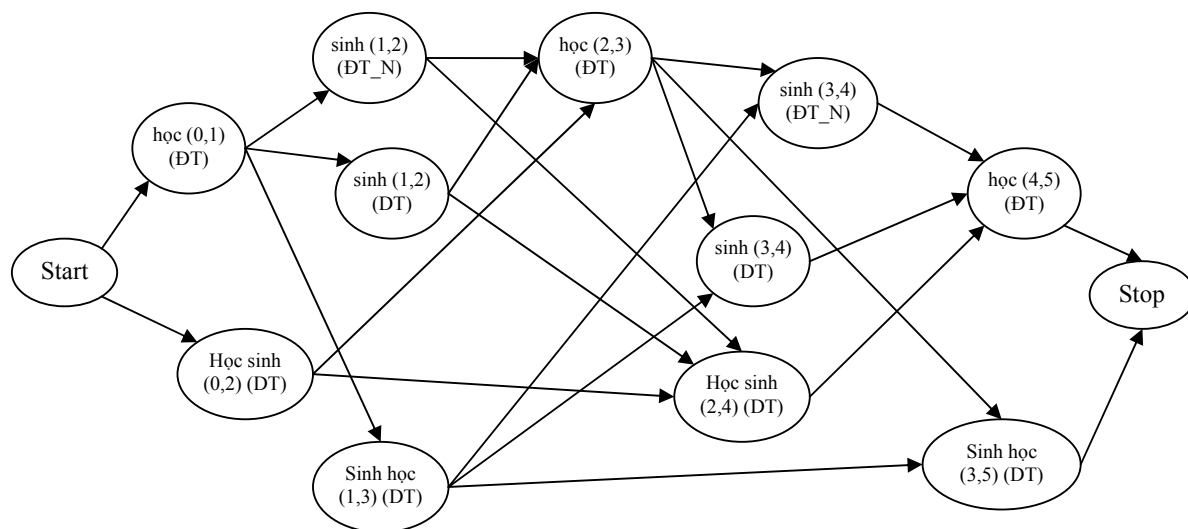 sinh (1,2)
(ĐT_N)
học (2,3)
(ĐT)
sinh (3,4)
(ĐT_N)
học (0,1)
(ĐT)
sinh (1,2)
(DT)
học (4,5)
(ĐT)
Start
sinh (3,4)
(DT)
Stop
Học sinh
(0,2) (DT)
Học sinh
(2,4) (DT)
Sinh học
(1,3) (DT)
Sinh học
(3,5) (DT)